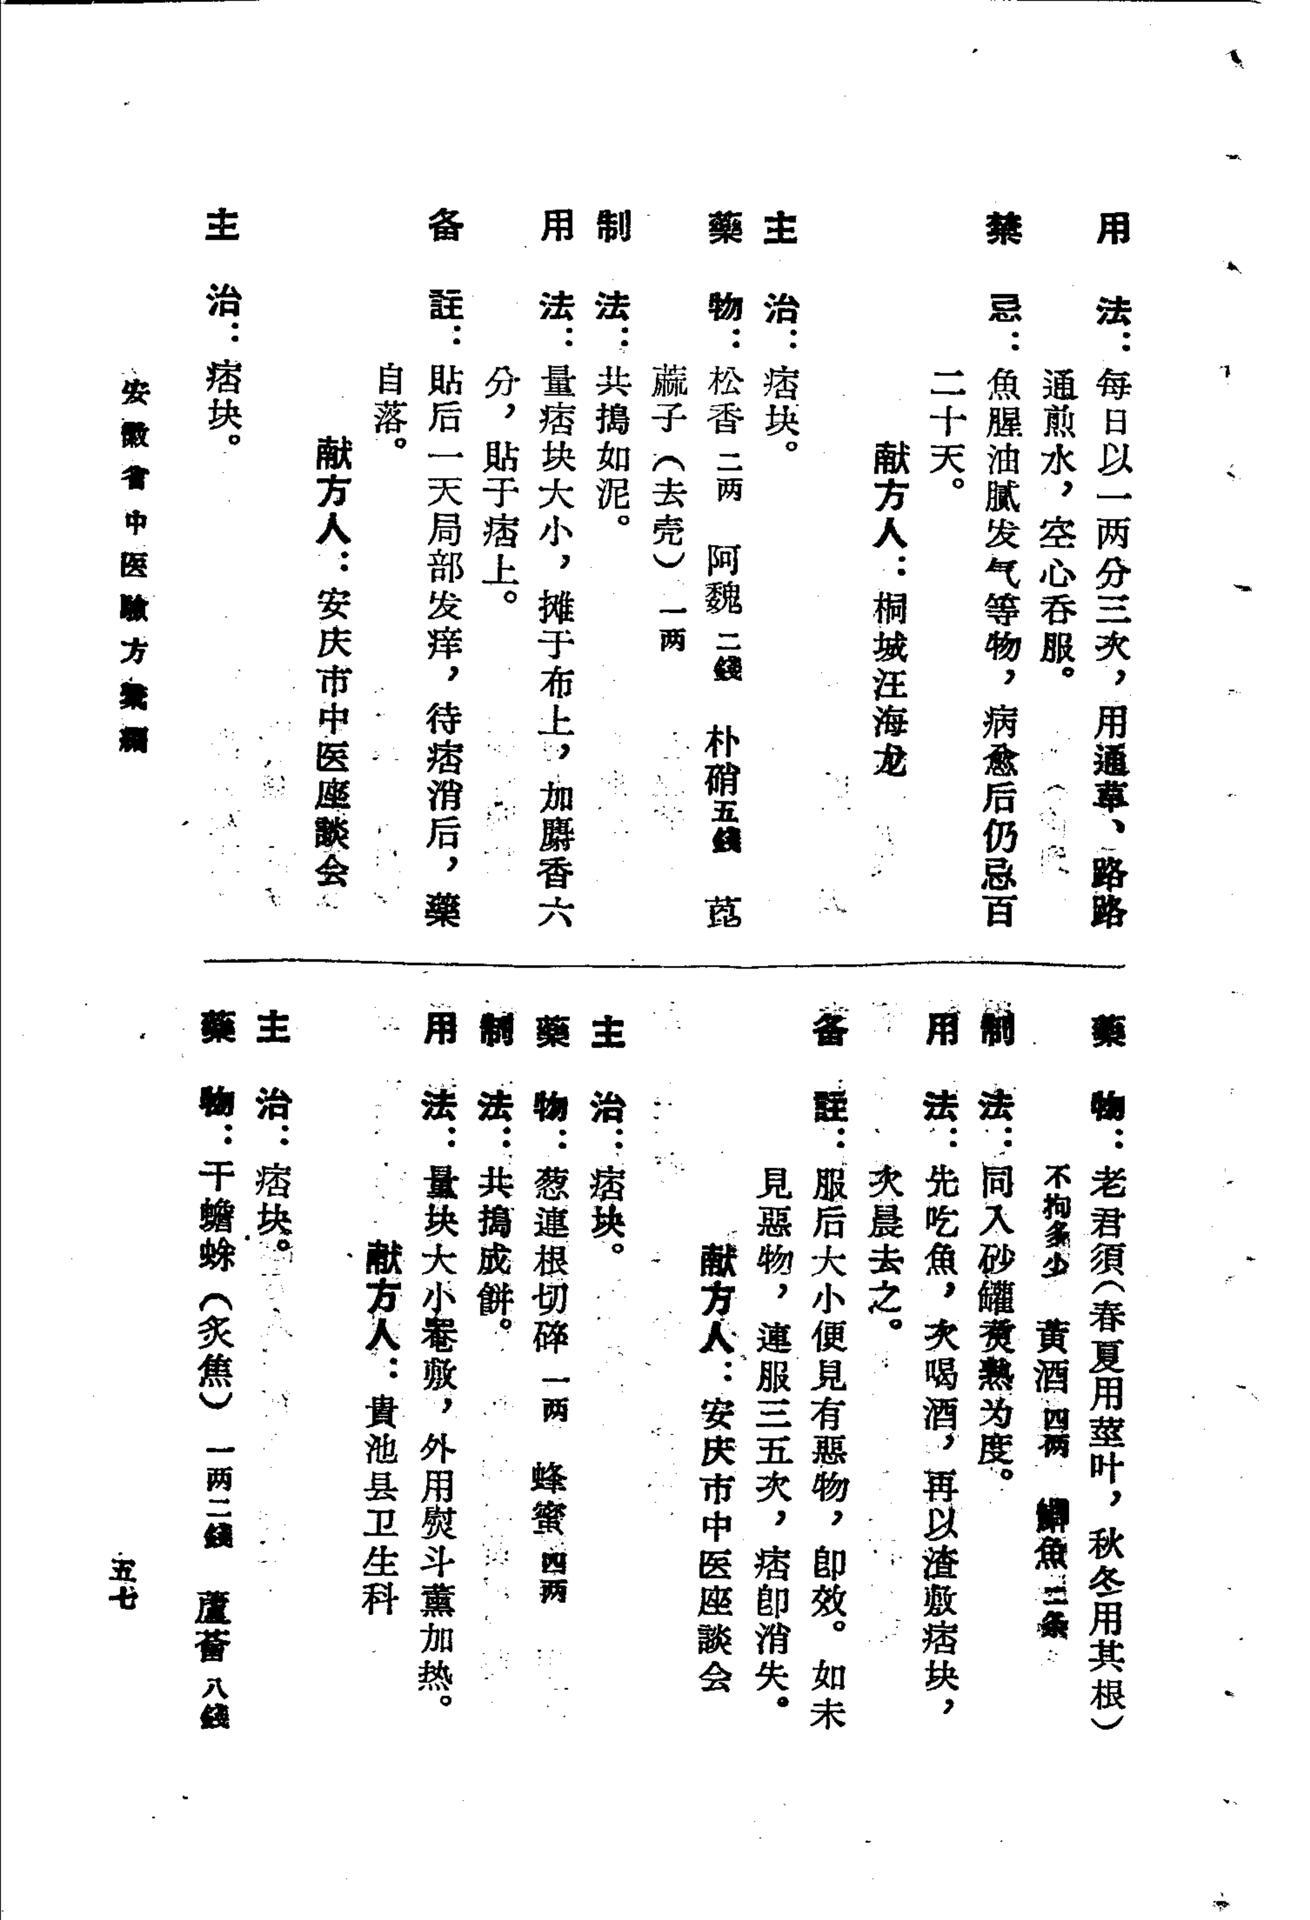 用　法：每日以一两分三次，用通草、路路
通煎水，空心吞服。
禁　忌：魚腥油膩发气等物，病愈后仍忌百
二十天。
献方人：桐城汪海龙
主　治：痞块。
藥　物：松香二两　阿魏二錢　朴硝五錢　萞
蔴子（去壳）一两
制　法：共搗如泥。
用　法：量痞块大小，摊于布上，加麝香六
分，貼于痞上。
备　註：貼后一天局部发痒，待痞消后，藥
自落。
献方人：安庆市中医座談会
主　治：痞块。
藥　物：老君須（春夏用莖叶，秋冬用其根）
不拘多少　黃酒四两　鯽魚二条
制　法：同入砂罐煑熟为度。
用　法：先吃魚，次喝酒，再以渣敷痞块，
次晨去之。
备　註：服后大小便見有惡物，卽效。如未
見惡物，連服三五次，痞卽消失。
献方人：安庆市中医座談会
主　治：痞块。
藥　物：葱連根切碎一两　蜂蜜四两
制　法：共搗成餅。
用　法：量块大小罨敷，外用熨斗薰加热。
献方人：貴池县卫生科
主　治：痞块。
藥　物：干蟾蜍（炙焦）一两二錢　蘆薈八錢
安徽省中医驗方彙編
五七